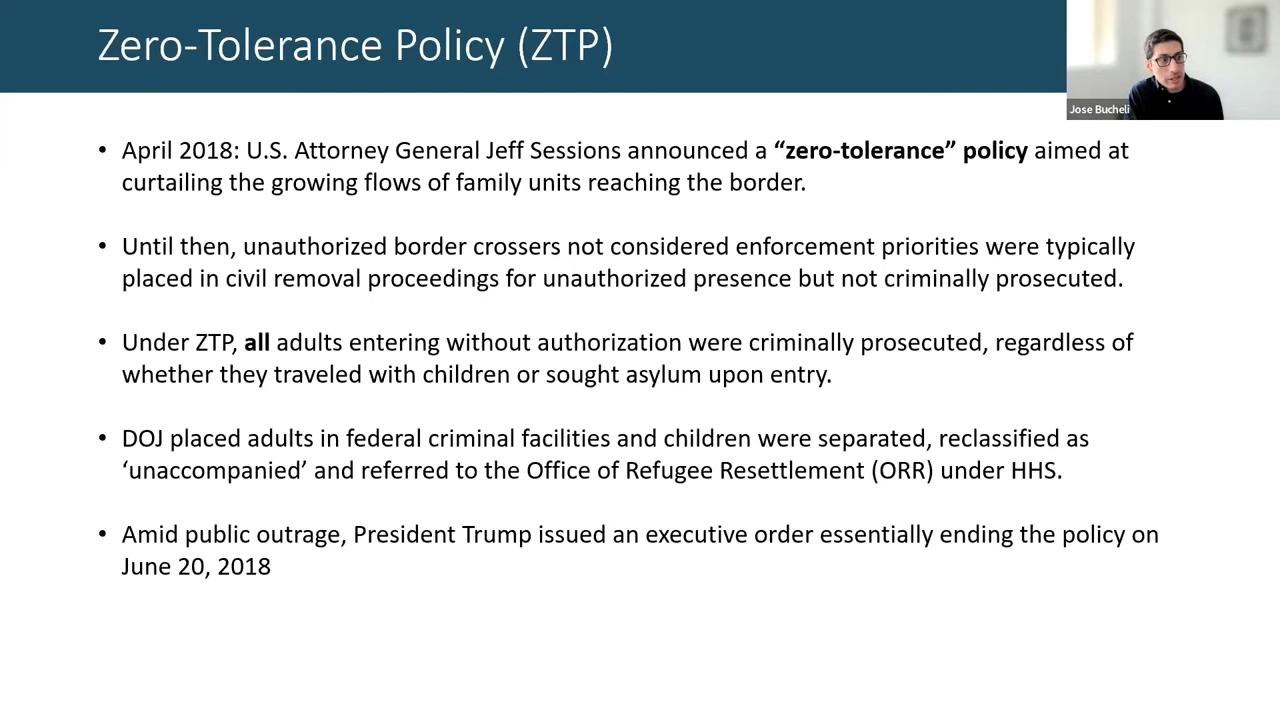 Zero-Tolerance Policy (ZTP)
Jose Bucheli
• April 2018: U.S. Attorney General Jeff Sessions announced a “zero-tolerance” policy aimed at
curtailing the growing flows of family units reaching the border.
• Until then, unauthorized border crossers not considered enforcement priorities were typically
placed in civil removal proceedings for unauthorized presence but not criminally prosecuted.
• Under ZTP, all adults entering without authorization were criminally prosecuted, regardless of
whether they traveled with children or sought asylum upon entry.
• DOJ placed adults in federal criminal facilities and children were separated, reclassified as
‘unaccompanied’ and referred to the Office of Refugee Resettlement (ORR) under HHS.
• Amid public outrage, President Trump issued an executive order essentially ending the policy on
June 20, 2018